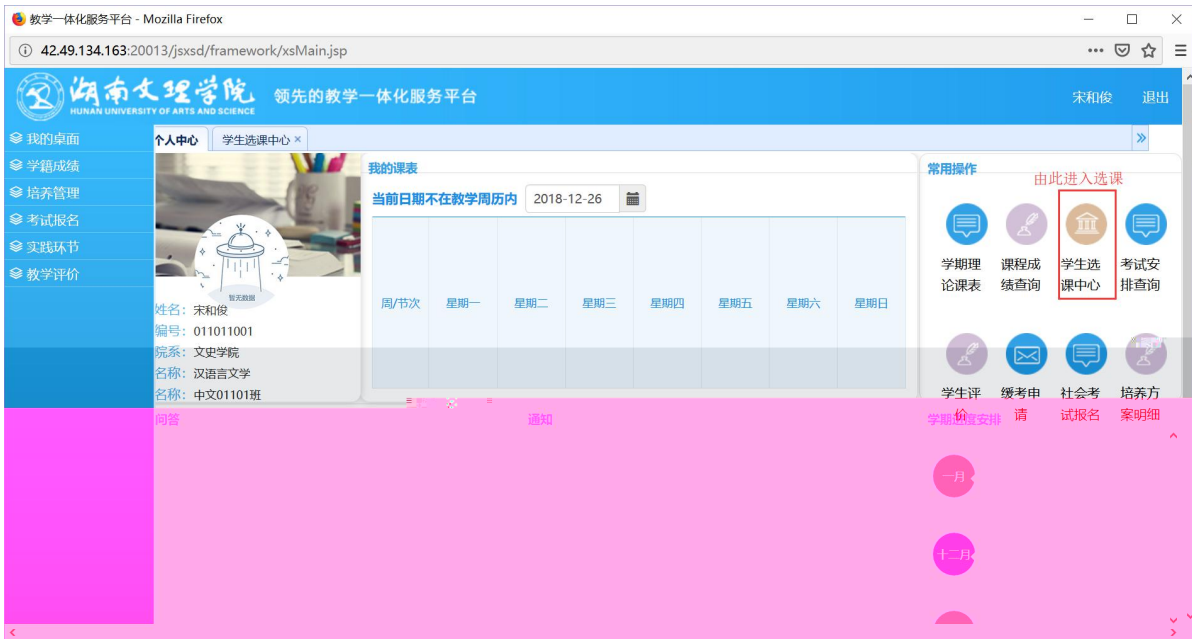 教学一体化服务平台 - Mozilla Firefox
42.49.134.163:20013/jsxsd/framework/xsMain.jsp
湖南文理学院
HUNAN UNIVERSITY OF ARTS AND SCIENCE
领先的教学一体化服务平台
宋和俊 退出
我的桌面
学籍成绩
培养管理
考试报名
实践环节
教学评价
个人中心 学生选课中心 ×
暂无数据
姓名：宋和俊
编号：011011001
院系：文史学院
名称：汉语言文学
名称：中文01101班
我的课表
当前日期不在教学周历内 2018-12-26
周/节次 星期一 星期二 星期三 星期四 星期五 星期六 星期日
常用操作
由此进入选课
学期理论课表
课程成绩查询
学生选课中心
考试安排查询
学生评价
缓考申请
社会考试报名
培养方案明细
问答
通知
学期进度安排
一月
十二月